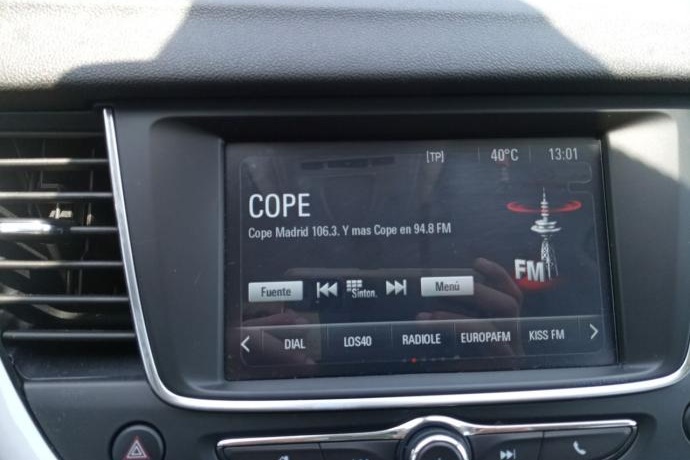 [TP] 40°C 13:01
COPE
Cope Madrid 106.3. Y mas Cope en 94.8 FM
FM
Fuente Sinton. Menú
DIAL LOS40 RADIOLE EUROPAFM KISS FM